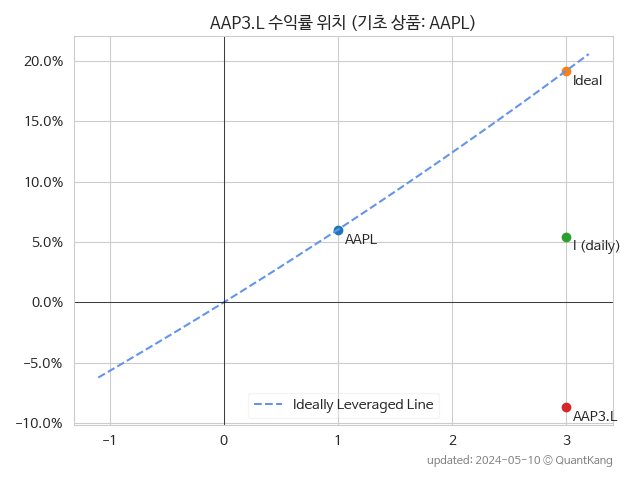 AAP3.L 수익률 위치 (기초 상품: AAPL)
20.0%
15.0%
10.0%
5.0%
0.0%
-5.0%
-10.0%
Ideal
AAPL
I (daily)
AAP3.L
Ideally Leveraged Line
-1
0
1
2
3
updated: 2024-05-10 © QuantKang